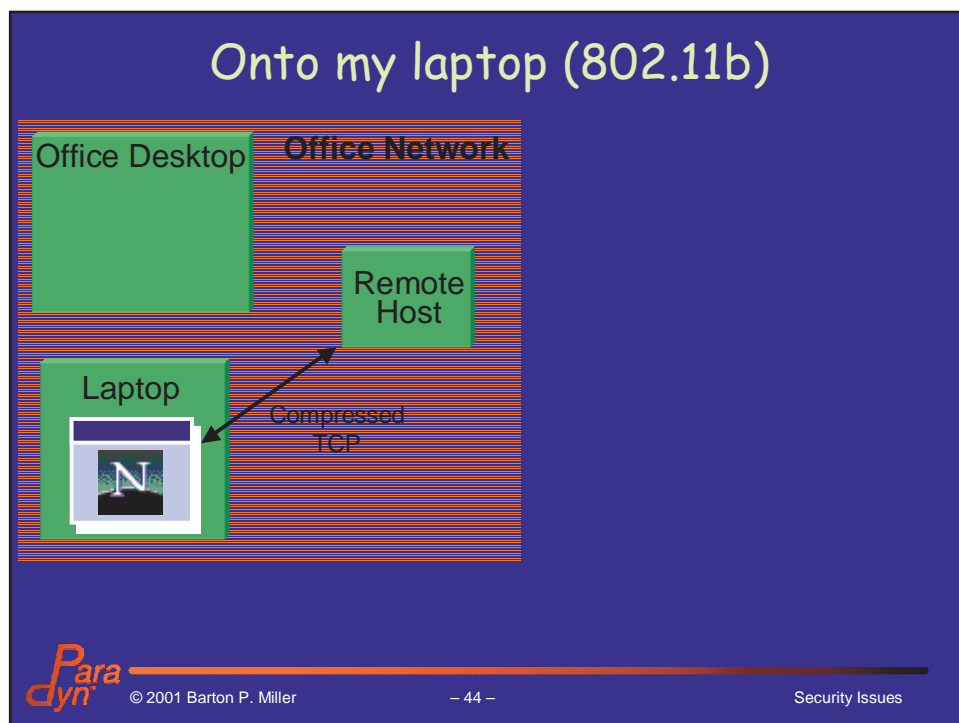 Onto my laptop (802.11b)
Office Desktop
Office Network
Remote
Host
Laptop
Compressed
TCP
N
Para
dyn
© 2001 Barton P. Miller
– 44 –
Security Issues